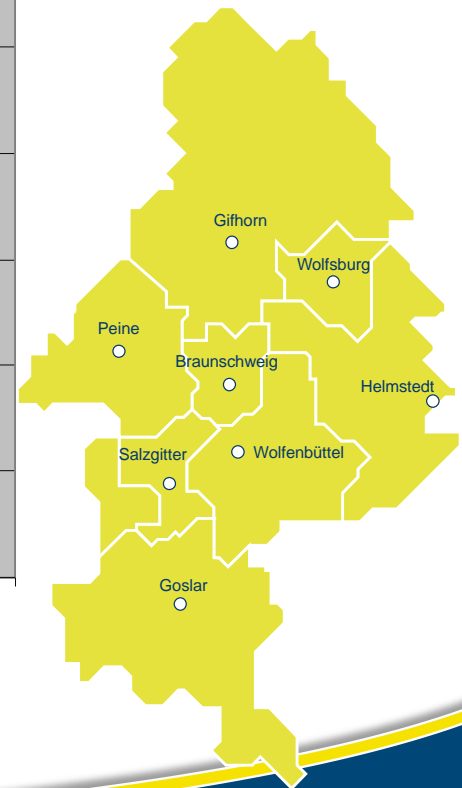 Gifhorn
Wolfsburg
Peine
Braunschweig
Helmstedt
Salzgitter
Wolfenbüttel
Goslar